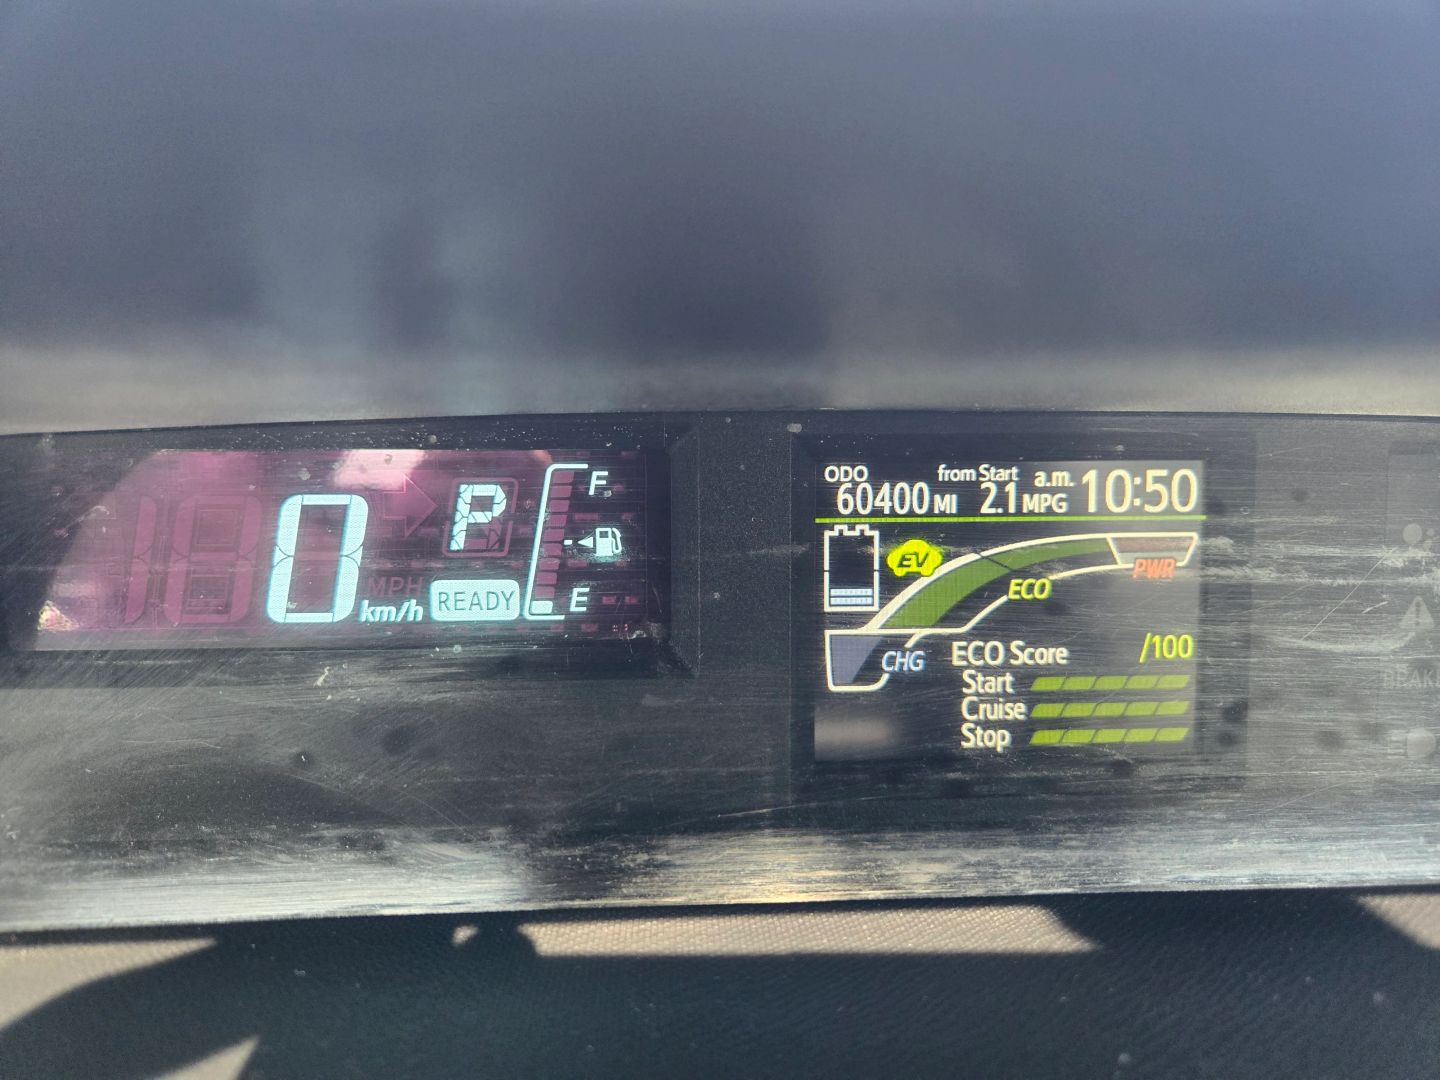 0
km/h
MPH
P
READY
F
E
ODO
60400 MI
from Start
2.1 MPG
a.m. 10:50
EV
ECO
PWR
CHG
ECO Score /100
Start
Cruise
Stop